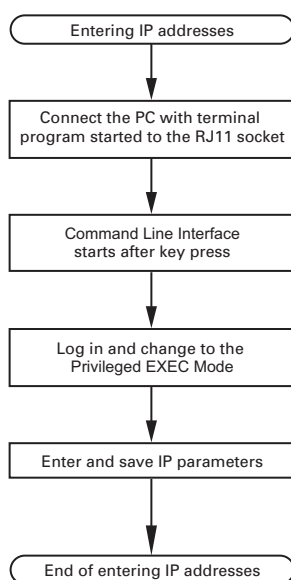 Entering IP addresses
Connect the PC with terminal
program started to the RJ11 socket
Command Line Interface
starts after key press
Log in and change to the
Privileged EXEC Mode
Enter and save IP parameters
End of entering IP addresses